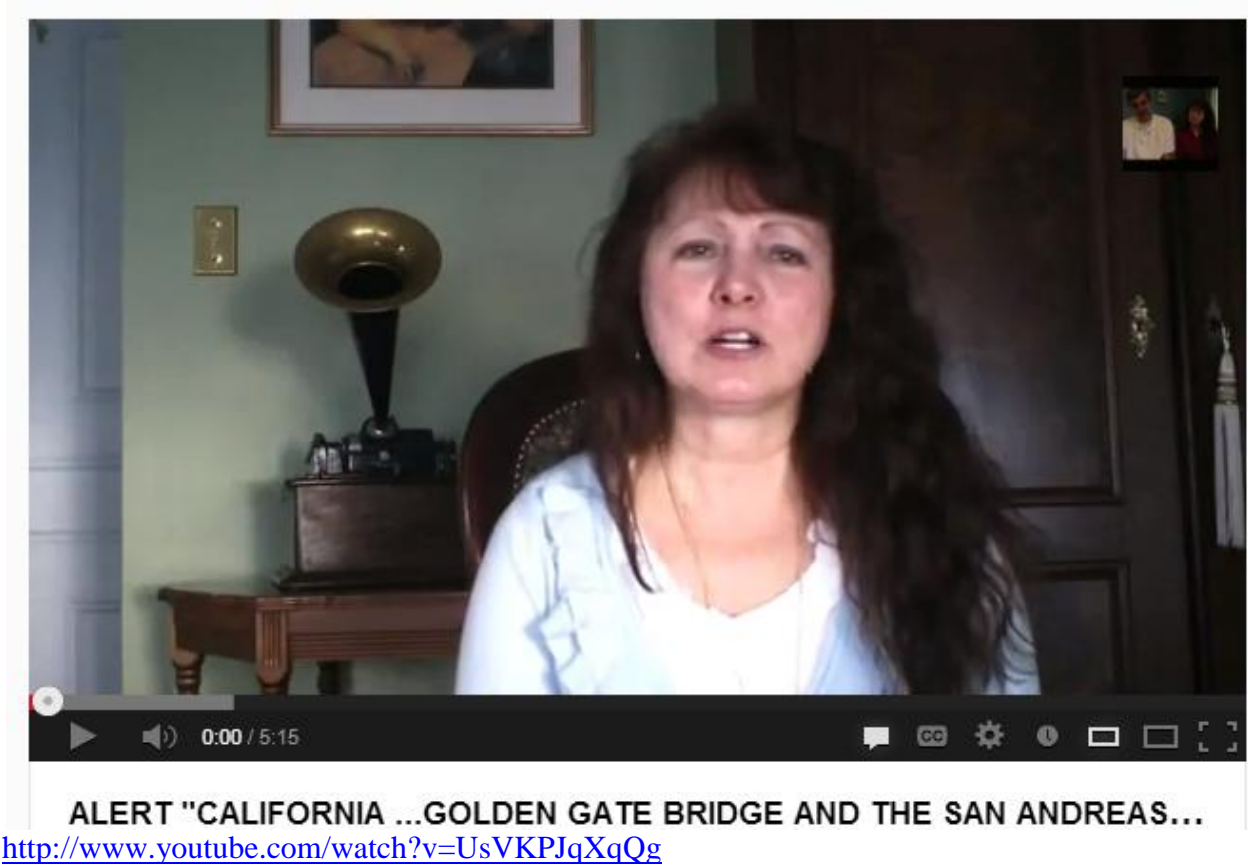 CC
0:00 / 5:15
ALERT "CALIFORNIA ...GOLDEN GATE BRIDGE AND THE SAN ANDREAS...
http://www.youtube.com/watch?v=UsVKPJqXqQg